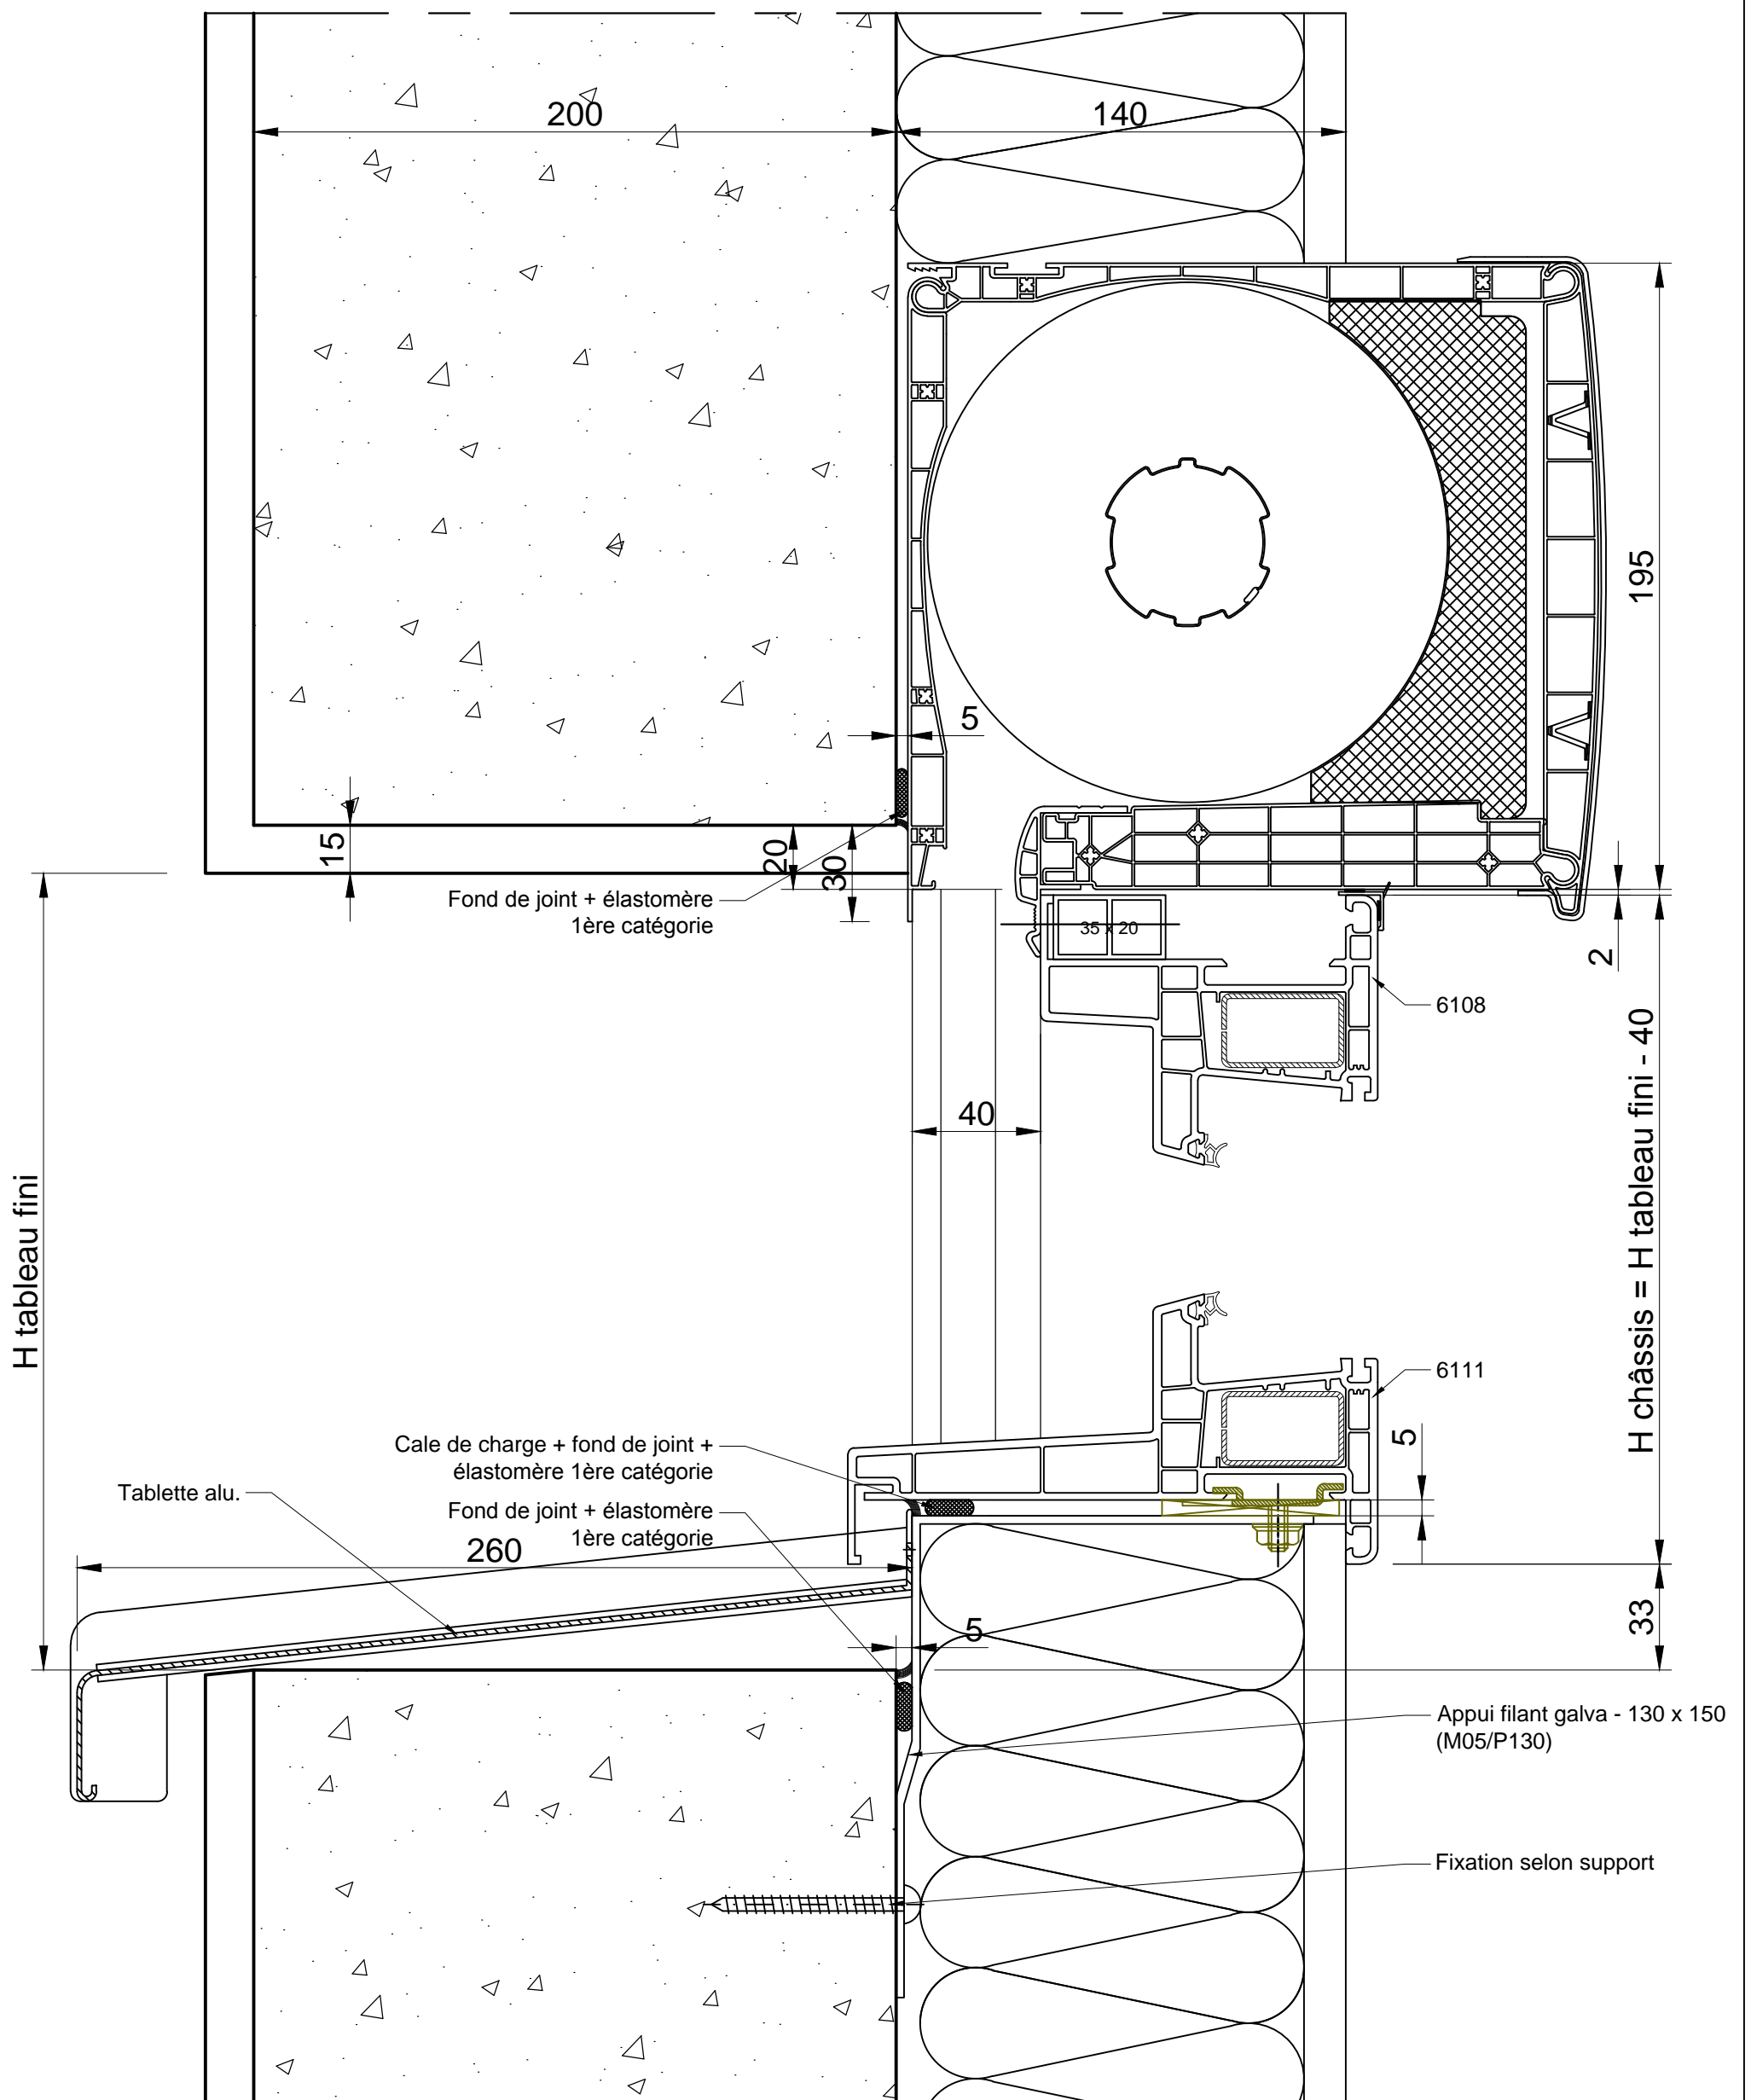 200
140
195
5
15
20
30
Fond de joint + élastomère
1ère catégorie
35 x 20
2
6108
40
H châssis = H tableau fini - 40
H tableau fini
6111
5
Cale de charge + fond de joint +
élastomère 1ère catégorie
Tablette alu.
Fond de joint + élastomère
1ère catégorie
260
33
5
Appui filant galva - 130 x 150
(M05/P130)
Fixation selon support